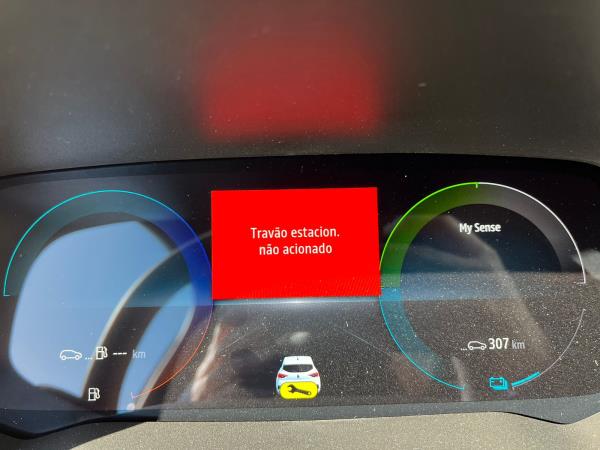 Travão estacion.
não acionado
My Sense
... --- km
...307 km